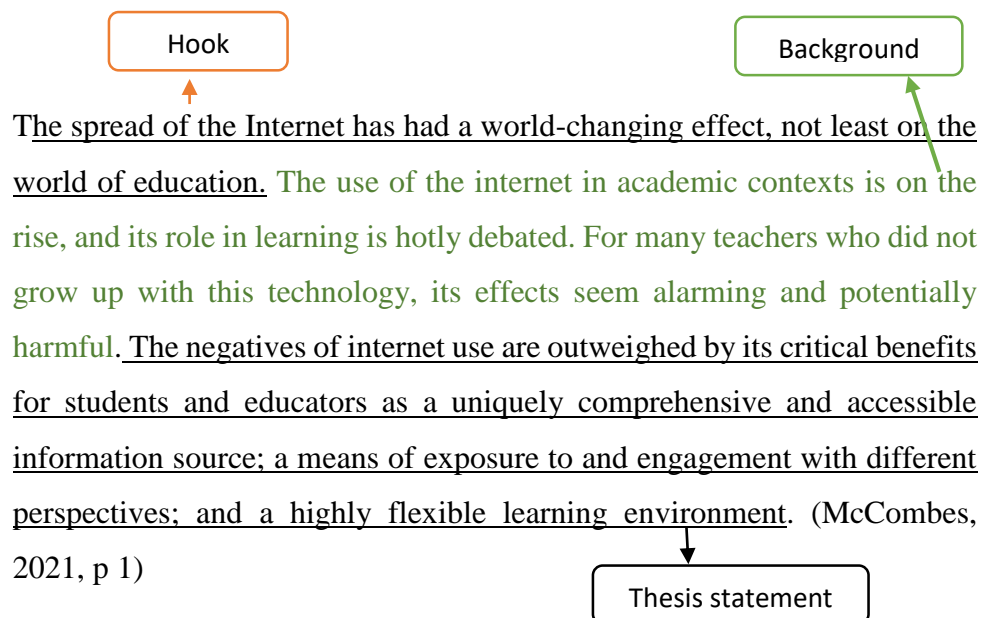 Hook
Background
The spread of the Internet has had a world-changing effect, not least on the
world of education. The use of the internet in academic contexts is on the
rise, and its role in learning is hotly debated. For many teachers who did not
grow up with this technology, its effects seem alarming and potentially
harmful. The negatives of internet use are outweighed by its critical benefits
for students and educators as a uniquely comprehensive and accessible
information source; a means of exposure to and engagement with different
perspectives; and a highly flexible learning environment. (McCombes,
2021, p 1)
Thesis statement